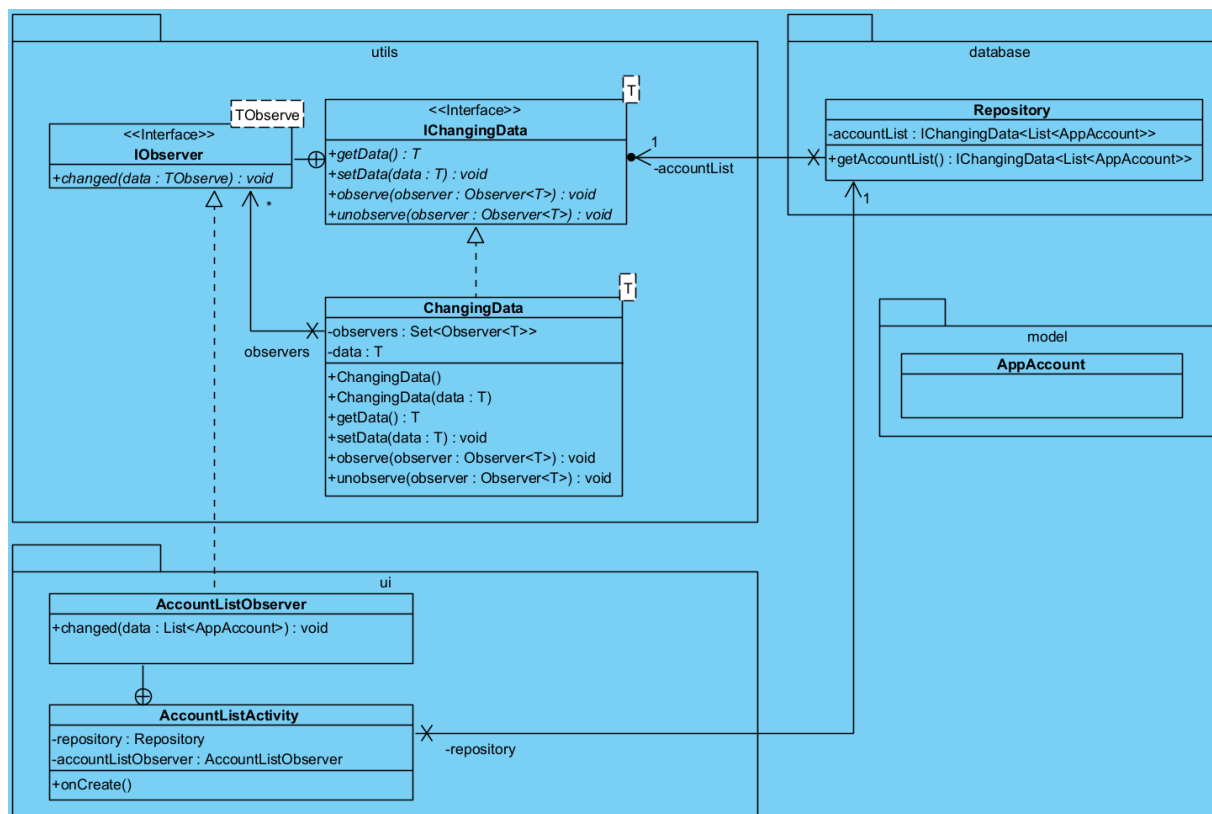 utils
TObserve
<<Interface>>
IObserver
+changed(data : TObserve) : void
*
T
<<Interface>>
IChangingData
+getData() : T
+setData(data : T) : void
+observe(observer : Observer<T>) : void
+unobserve(observer : Observer<T>) : void
1
-accountList
T
ChangingData
-observers : Set<Observer<T>>
-data : T
+ChangingData()
+ChangingData(data : T)
+getData() : T
+setData(data : T) : void
+observe(observer : Observer<T>) : void
+unobserve(observer : Observer<T>) : void
observers
database
Repository
-accountList : IChangingData<List<AppAccount>>
+getAccountList() : IChangingData<List<AppAccount>>
1
model
AppAccount
ui
AccountListObserver
+changed(data : List<AppAccount>) : void
AccountListActivity
-repository : Repository
-accountListObserver : AccountListObserver
+onCreate()
-repository